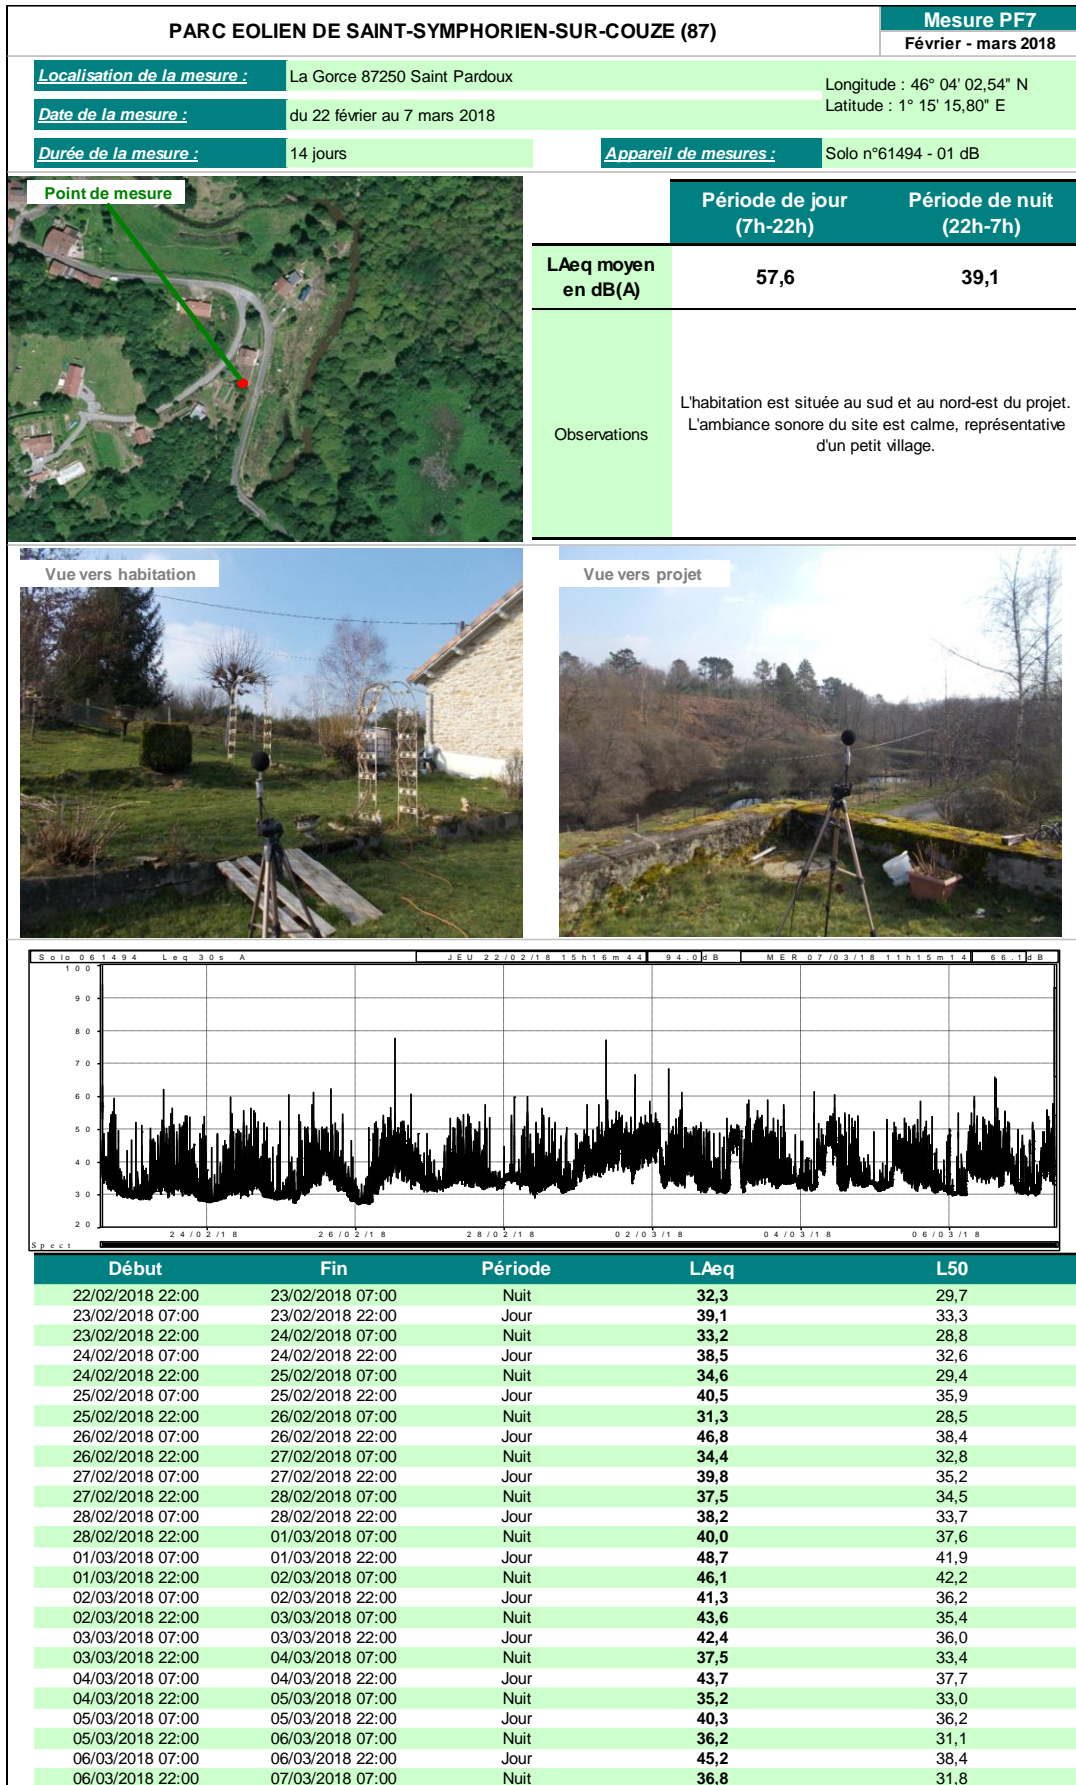 PARC EOLIEN DE SAINT-SYMPHORIEN-SUR-COUZE (87)
Mesure PF7
Février - mars 2018
Localisation de la mesure :
La Gorce 87250 Saint Pardoux
Longitude : 46° 04' 02,54" N
Latitude : 1° 15' 15,80" E
Date de la mesure :
du 22 février au 7 mars 2018
Durée de la mesure :
14 jours
Appareil de mesures :
Solo n°61494 - 01 dB
Point de mesure
Période de jour (7h-22h)
Période de nuit (22h-7h)
LAeq moyen en dB(A)
57,6
39,1
Observations
L'habitation est située au sud et au nord-est du projet.
L'ambiance sonore du site est calme, représentative
d'un petit village.
Vue vers habitation
Vue vers projet
Solo 061494 Leq 30s A JEU 22/02/18 15h16m44 94.0dB MER 07/03/18 11h15m14 66.1dB
100
90
80
70
60
50
40
30
20
24/02/18 26/02/18 28/02/18 02/03/18 04/03/18 06/03/18
Spect
Début Fin Période LAeq L50
22/02/2018 22:00 23/02/2018 07:00 Nuit 32,3 29,7
23/02/2018 07:00 23/02/2018 22:00 Jour 39,1 33,3
23/02/2018 22:00 24/02/2018 07:00 Nuit 33,2 28,8
24/02/2018 07:00 24/02/2018 22:00 Jour 38,5 32,6
24/02/2018 22:00 25/02/2018 07:00 Nuit 34,6 29,4
25/02/2018 07:00 25/02/2018 22:00 Jour 40,5 35,9
25/02/2018 22:00 26/02/2018 07:00 Nuit 31,3 28,5
26/02/2018 07:00 26/02/2018 22:00 Jour 46,8 38,4
26/02/2018 22:00 27/02/2018 07:00 Nuit 34,4 32,8
27/02/2018 07:00 27/02/2018 22:00 Jour 39,8 35,2
27/02/2018 22:00 28/02/2018 07:00 Nuit 37,5 34,5
28/02/2018 07:00 28/02/2018 22:00 Jour 38,2 33,7
28/02/2018 22:00 01/03/2018 07:00 Nuit 40,0 37,6
01/03/2018 07:00 01/03/2018 22:00 Jour 48,7 41,9
01/03/2018 22:00 02/03/2018 07:00 Nuit 46,1 42,2
02/03/2018 07:00 02/03/2018 22:00 Jour 41,3 36,2
02/03/2018 22:00 03/03/2018 07:00 Nuit 43,6 35,4
03/03/2018 07:00 03/03/2018 22:00 Jour 42,4 36,0
03/03/2018 22:00 04/03/2018 07:00 Nuit 37,5 33,4
04/03/2018 07:00 04/03/2018 22:00 Jour 43,7 37,7
04/03/2018 22:00 05/03/2018 07:00 Nuit 35,2 33,0
05/03/2018 07:00 05/03/2018 22:00 Jour 40,3 36,2
05/03/2018 22:00 06/03/2018 07:00 Nuit 36,2 31,1
06/03/2018 07:00 06/03/2018 22:00 Jour 45,2 38,4
06/03/2018 22:00 07/03/2018 07:00 Nuit 36,8 31,8